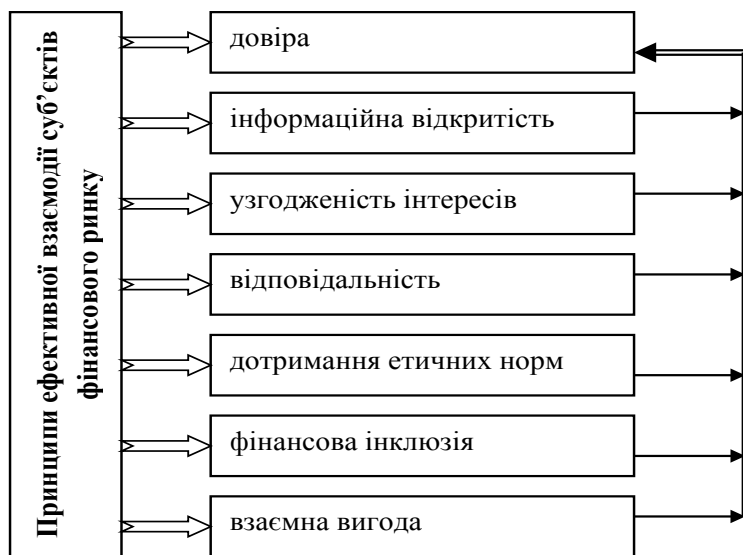 Принципи ефективної взаємодії суб’єктів
фінансового ринку
довіра
інформаційна відкритість
узгодженість інтересів
відповідальність
дотримання етичних норм
фінансова інклюзія
взаємна вигода